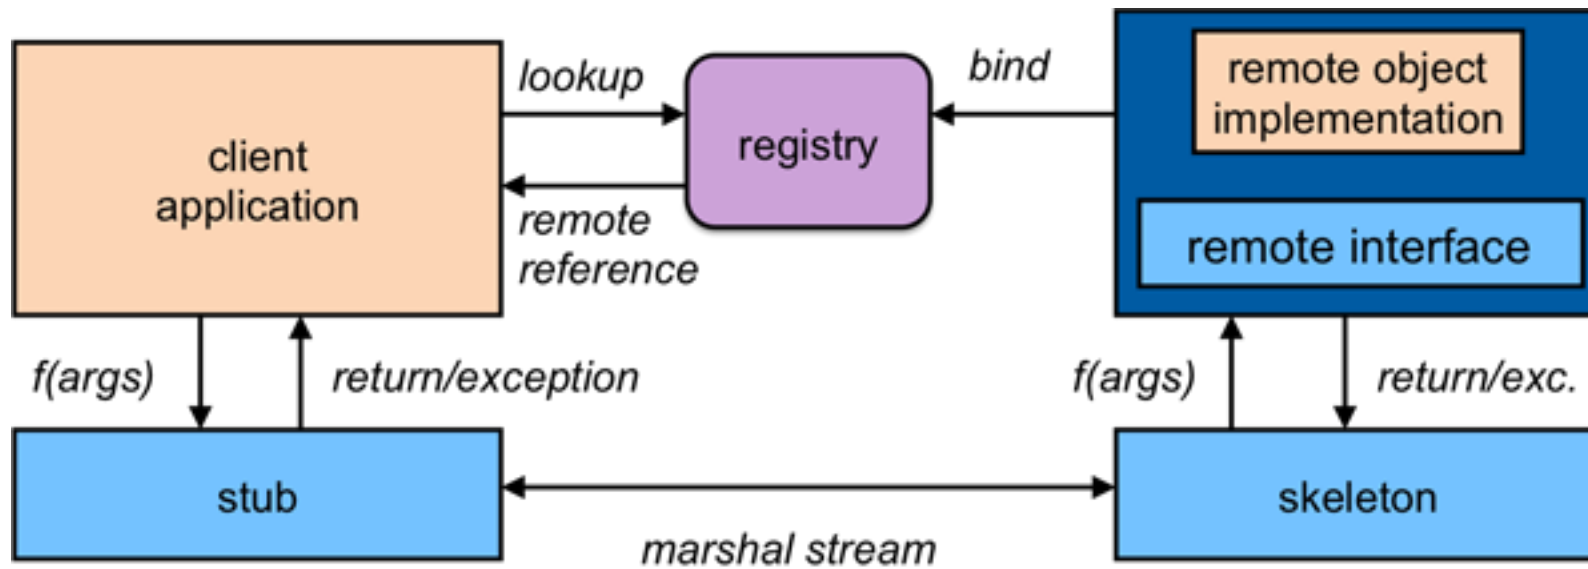 lookup
bind
remote object
implementation
client
application
registry
remote
reference
remote interface
f(args)
return/exception
f(args)
return/exc.
stub
skeleton
marshal stream